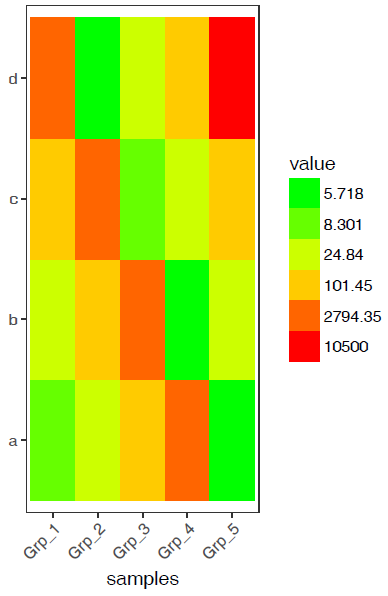 d
c
b
a
Grp_1
Grp_2
Grp_3
Grp_4
Grp_5
samples
value
5.718
8.301
24.84
101.45
2794.35
10500